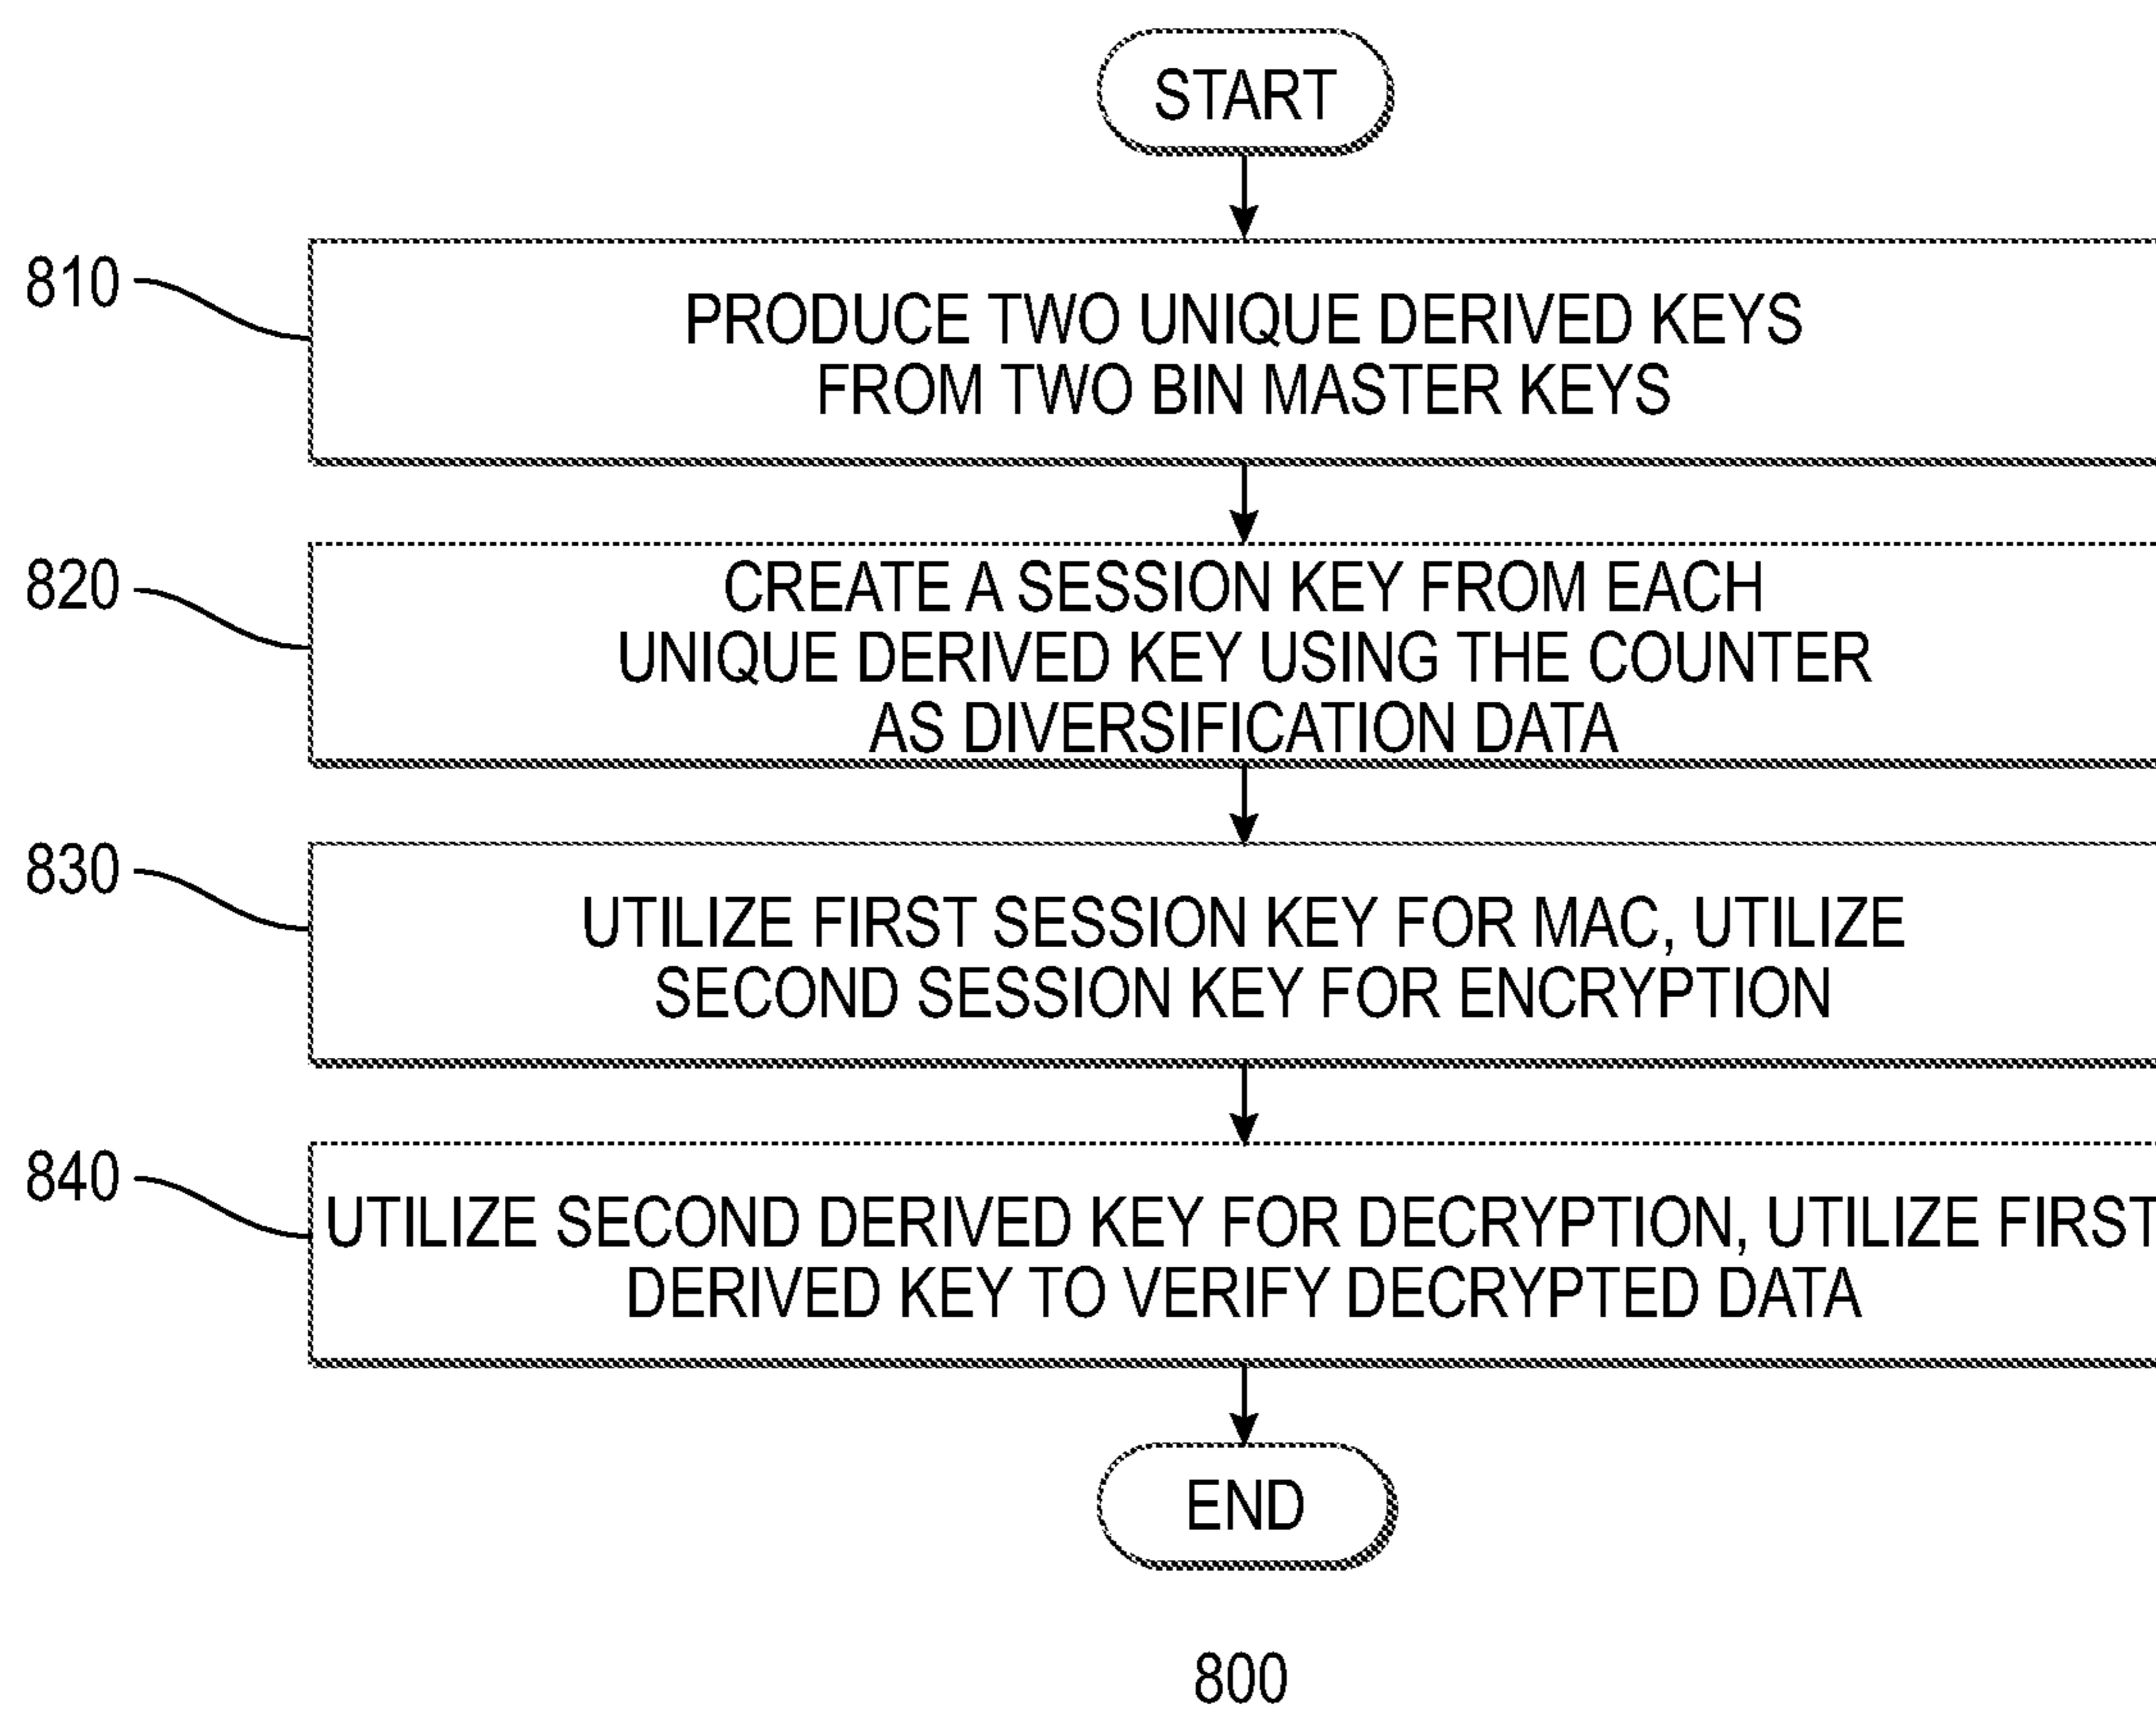 START
810
PRODUCE TWO UNIQUE DERIVED KEYS
FROM TWO BIN MASTER KEYS
820
CREATE A SESSION KEY FROM EACH
UNIQUE DERIVED KEY USING THE COUNTER
AS DIVERSIFICATION DATA
830
UTILIZE FIRST SESSION KEY FOR MAC, UTILIZE
SECOND SESSION KEY FOR ENCRYPTION
840
UTILIZE SECOND DERIVED KEY FOR DECRYPTION, UTILIZE FIRST
DERIVED KEY TO VERIFY DECRYPTED DATA
END
800